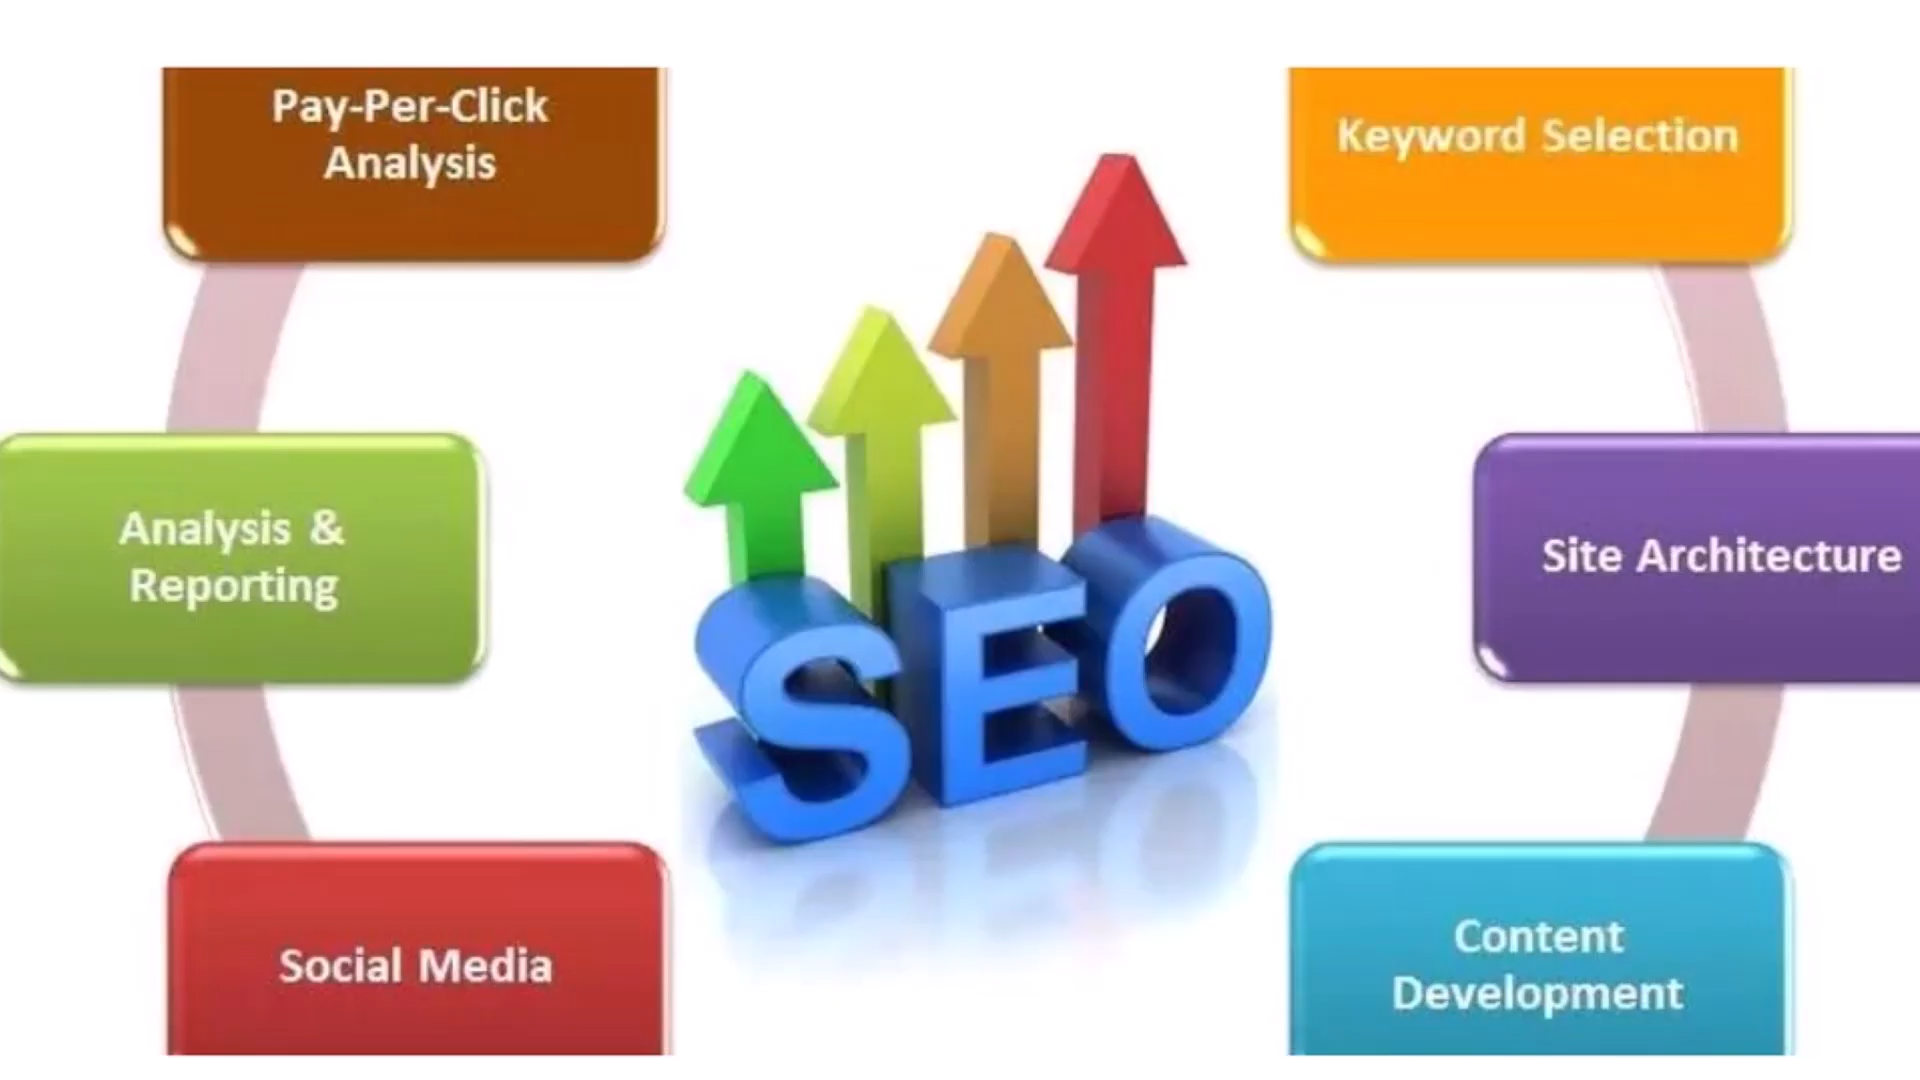 Pay-Per-Click
Analysis
Keyword Selection
Analysis &
Reporting
SEO
Site Architecture
Social Media
Content
Development